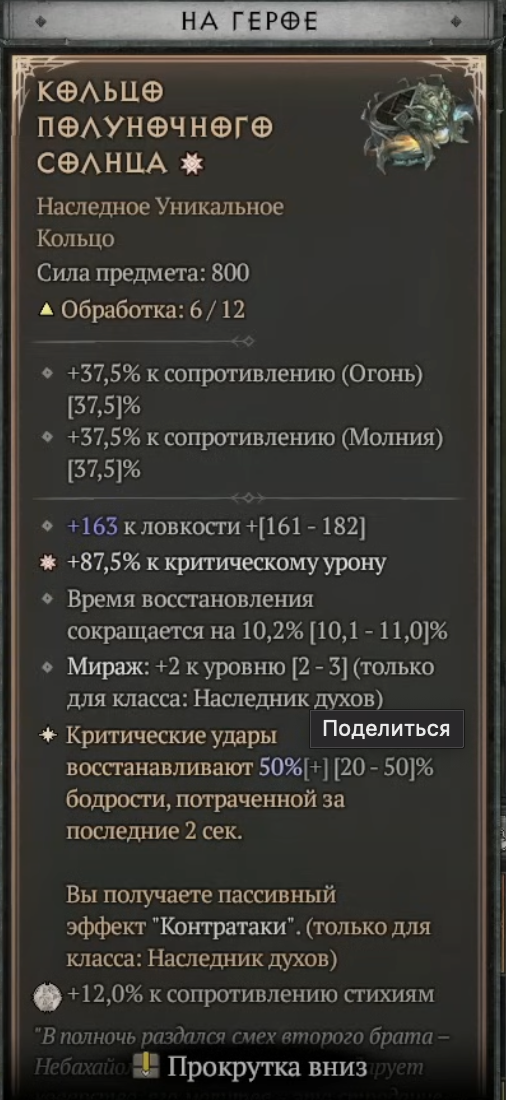 НА ГЕРОЕ
КОЛЬЦО
ПОЛУНОЧНОГО
СОЛНЦА
Наследное Уникальное
Кольцо
Сила предмета: 800
Обработка: 6 / 12
+37,5% к сопротивлению (Огонь)
[37,5]%
+37,5% к сопротивлению (Молния)
[37,5]%
+163 к ловкости +[161 - 182]
+87,5% к критическому урону
Время восстановления
сокращается на 10,2% [10,1 - 11,0]%
Мираж: +2 к уровню [2 - 3] (только
для класса: Наследник духов)
Поделиться
Критические удары
восстанавливают 50%[+] [20 - 50]%
бодрости, потраченной за
последние 2 сек.
Вы получаете пассивный
эффект "Контратаки". (только для
класса: Наследник духов)
+12,0% к сопротивлению стихиям
"В полночь раздался смех второго брата –
Прокрутка вниз